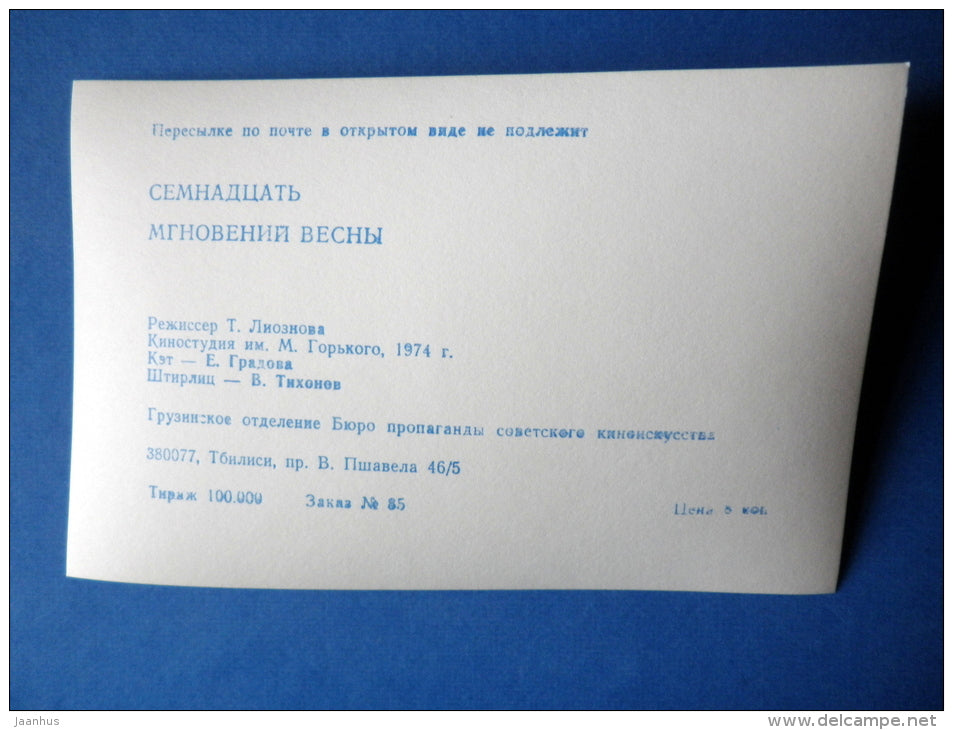 Пересылке по почте в открытом виде не подлежит
СЕМНАДЦАТЬ
МГНОВЕНИЙ ВЕСНЫ
Режиссер Т. Лиознова
Киностудия им. М. Горького, 1974 г.
Кэт — Е. Градова
Штирлиц — В. Тихонов
Грузинское отделение Бюро пропаганды советского киноискусства
380077, Тбилиси, пр. В. Пшавела 46/5
Тираж 100.000 Заказ № 85 Цена коп.
jaanhus
www.delcampe.net